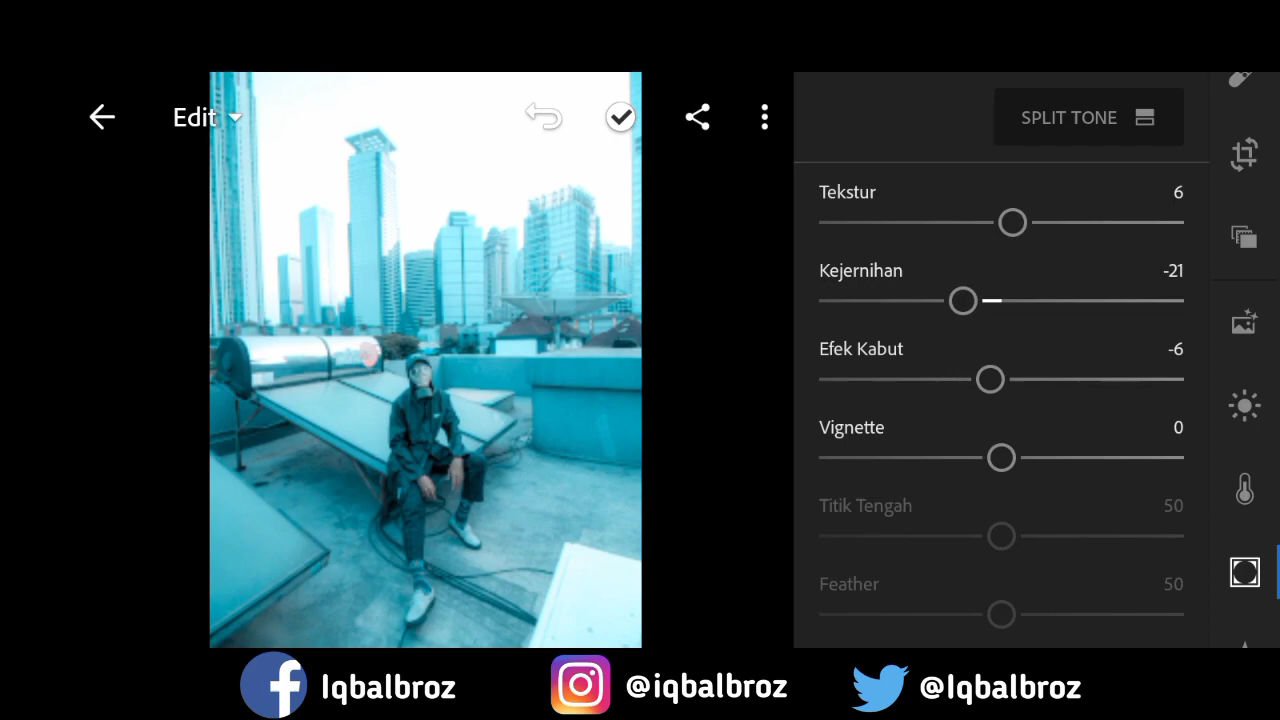 Edit
SPLIT TONE
Tekstur 6
Kejernihan -21
Efek Kabut -6
Vignette 0
Titik Tengah 50
Feather 50
Iqbalbroz @iqbalbroz @Iqbalbroz